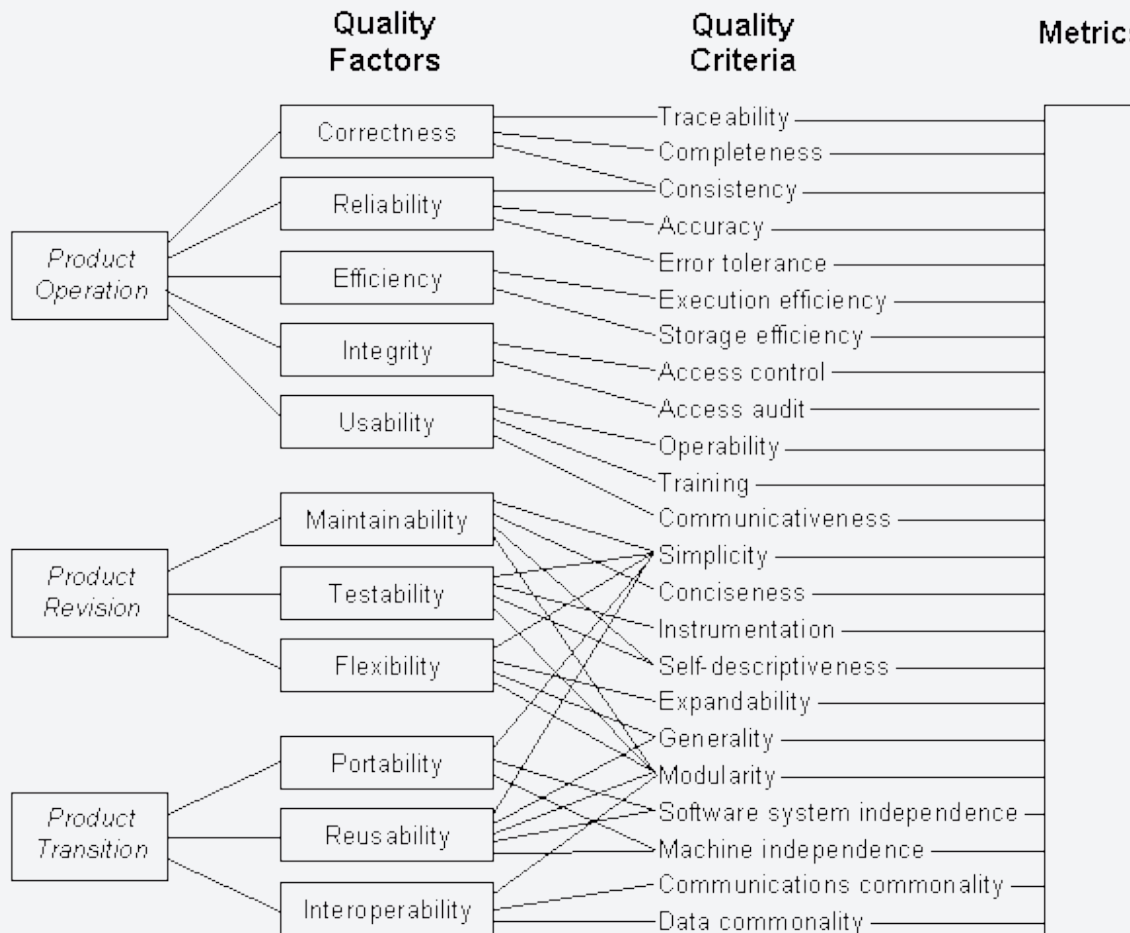 Quality
Factors
Quality
Criteria
Metrics
Product
Operation
Product
Revision
Product
Transition
Correctness
Reliability
Efficiency
Integrity
Usability
Maintainability
Testability
Flexibility
Portability
Reusability
Interoperability
Traceability
Completeness
Consistency
Accuracy
Error tolerance
Execution efficiency
Storage efficiency
Access control
Access audit
Operability
Training
Communicativeness
Simplicity
Conciseness
Instrumentation
Self-descriptiveness
Expandability
Generality
Modularity
Software system independence
Machine independence
Communications commonality
Data commonality